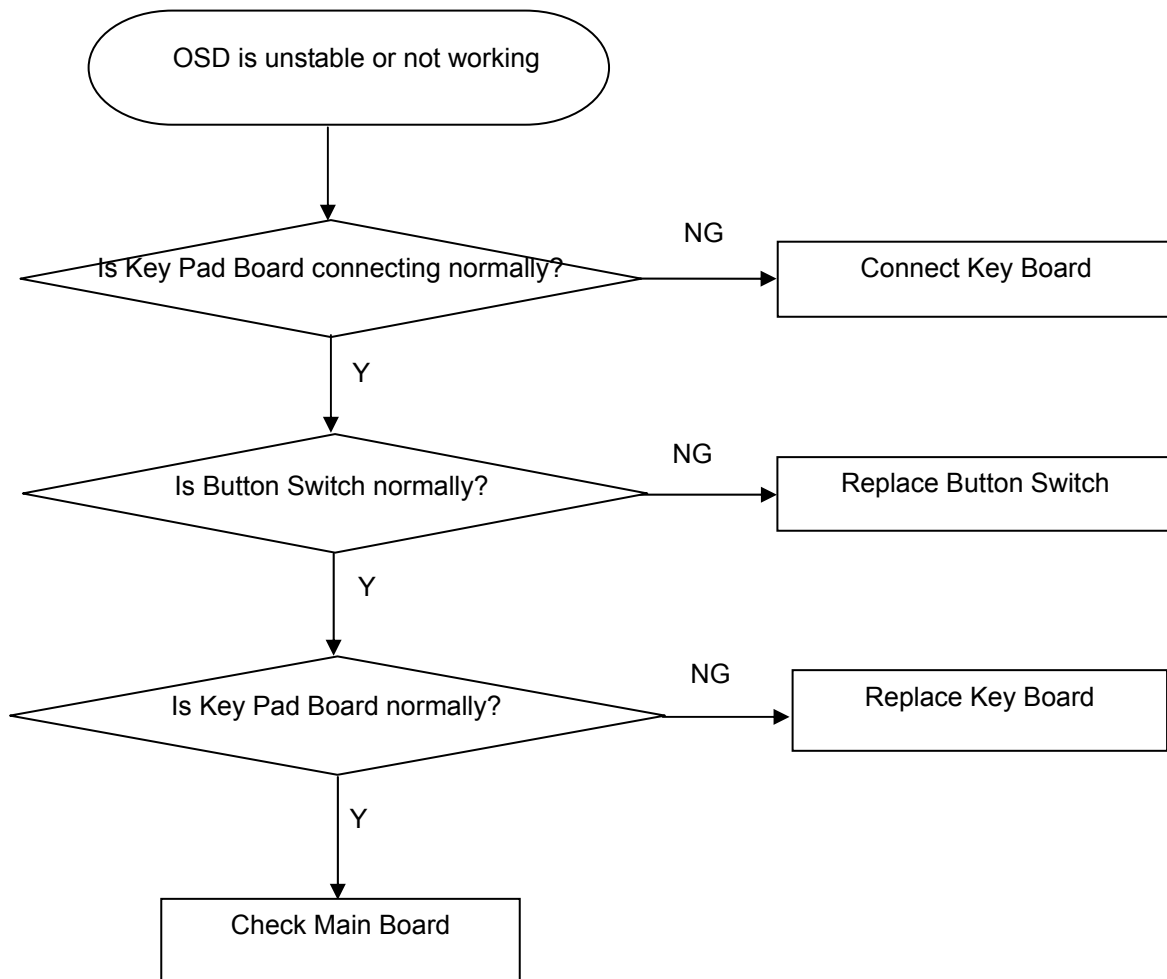 OSD is unstable or not working
NG
Is Key Pad Board connecting normally?
Connect Key Board
Y
NG
Is Button Switch normally?
Replace Button Switch
Y
NG
Is Key Pad Board normally?
Replace Key Board
Y
Check Main Board